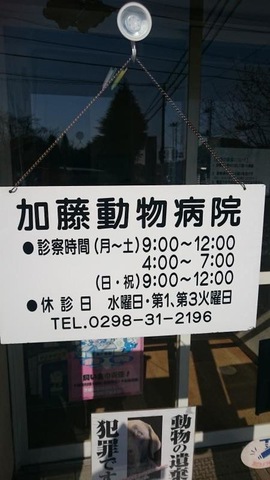 加藤動物病院
●診察時間(月〜土)9:00〜12:00
4:00〜 7:00
(日・祝)9:00〜12:00
●休診日 水曜日・第1、第3火曜日
TEL.0298-31-2196
動物の遺棄
犯罪です